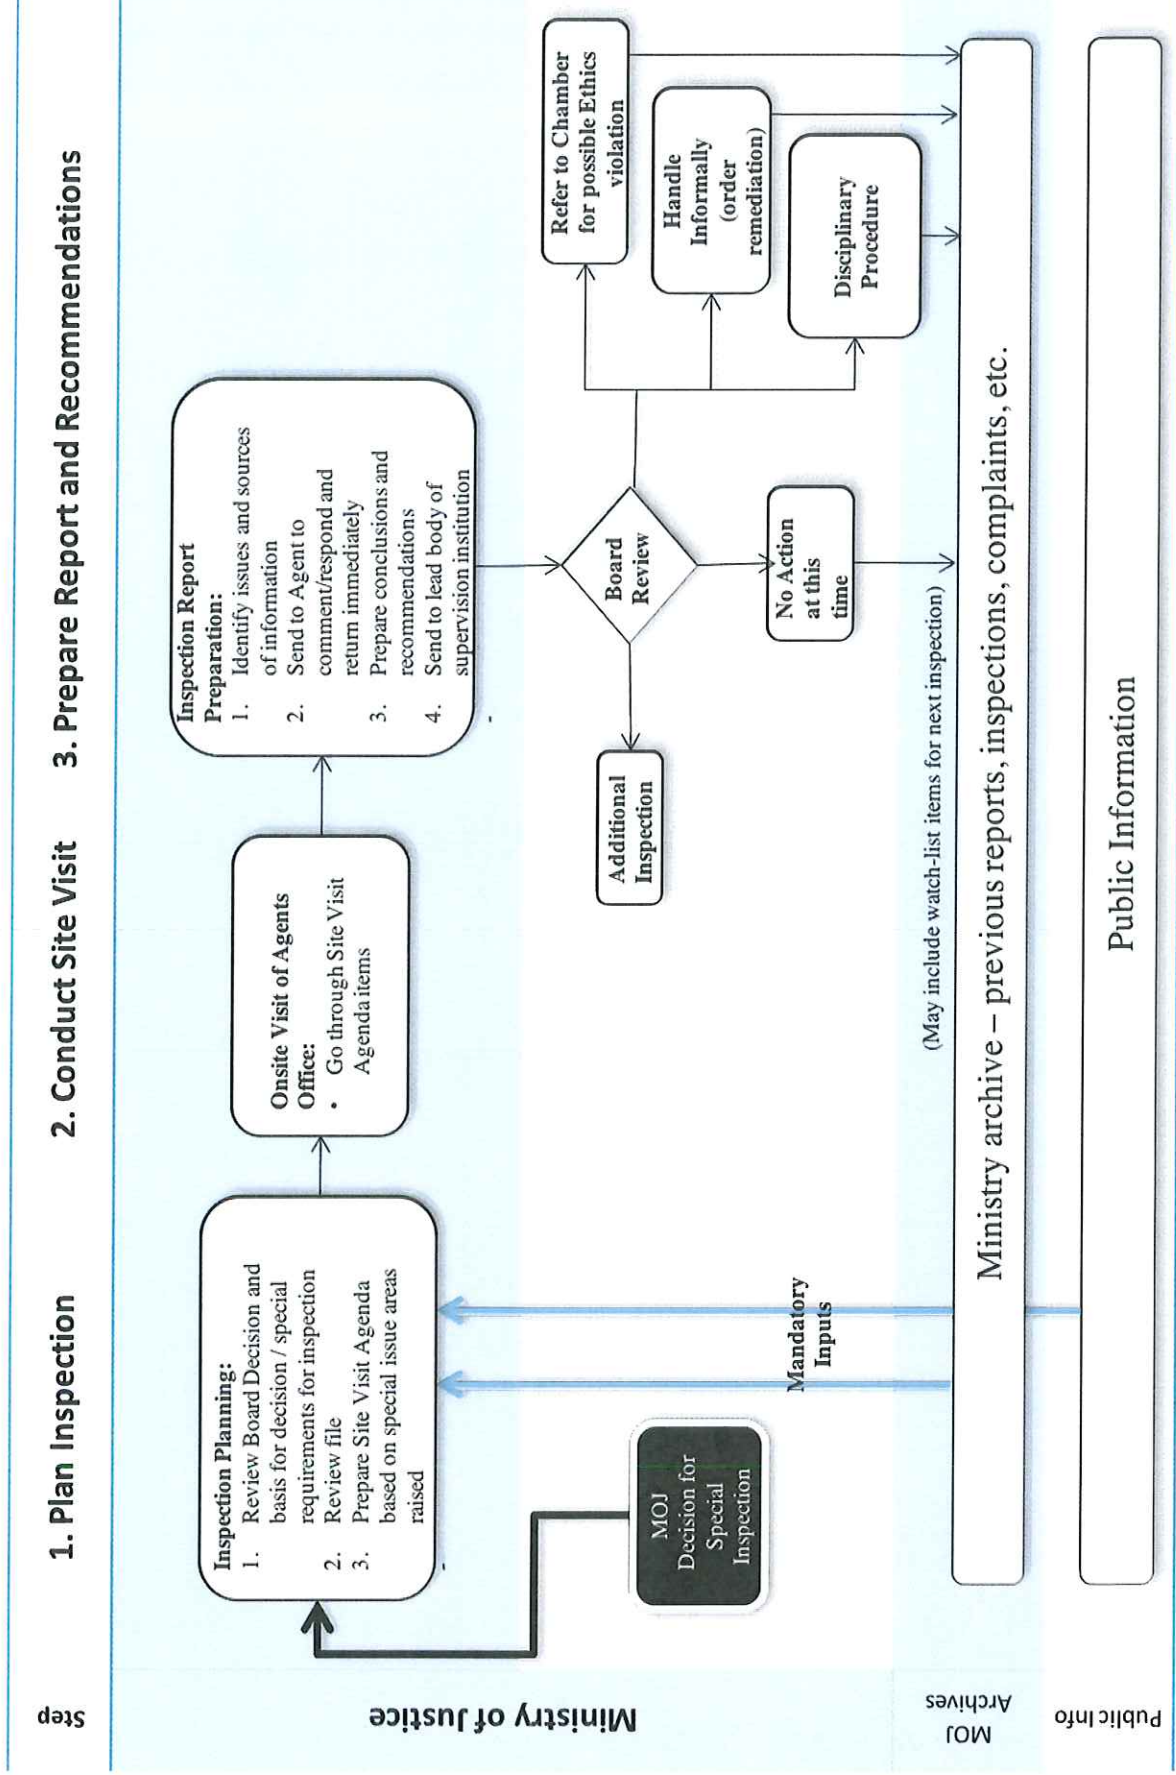 Step
1. Plan Inspection
2. Conduct Site Visit
3. Prepare Report and Recommendations
Ministry of Justice
Inspection Planning:
1. Review Board Decision and
basis for decision / special
requirements for inspection
2. Review file
3. Prepare Site Visit Agenda
based on special issue areas
raised
-
Onsite Visit of Agents
Office:
• Go through Site Visit
Agenda items
Inspection Report
Preparation:
1. Identify issues and sources
of information
2. Send to Agent to
comment/respond and
return immediately
3. Prepare conclusions and
recommendations
4. Send to lead body of
supervision institution
-
MOJ
Decision for
Special
Inspection
Mandatory
Inputs
Additional
Inspection
Board
Review
No Action
at this
time
Refer to Chamber
for possible Ethics
violation
Handle
Informally
(order
remediation)
Disciplinary
Procedure
(May include watch-list items for next inspection)
MOJ
Archives
Ministry archive – previous reports, inspections, complaints, etc.
Public Info
Public Information